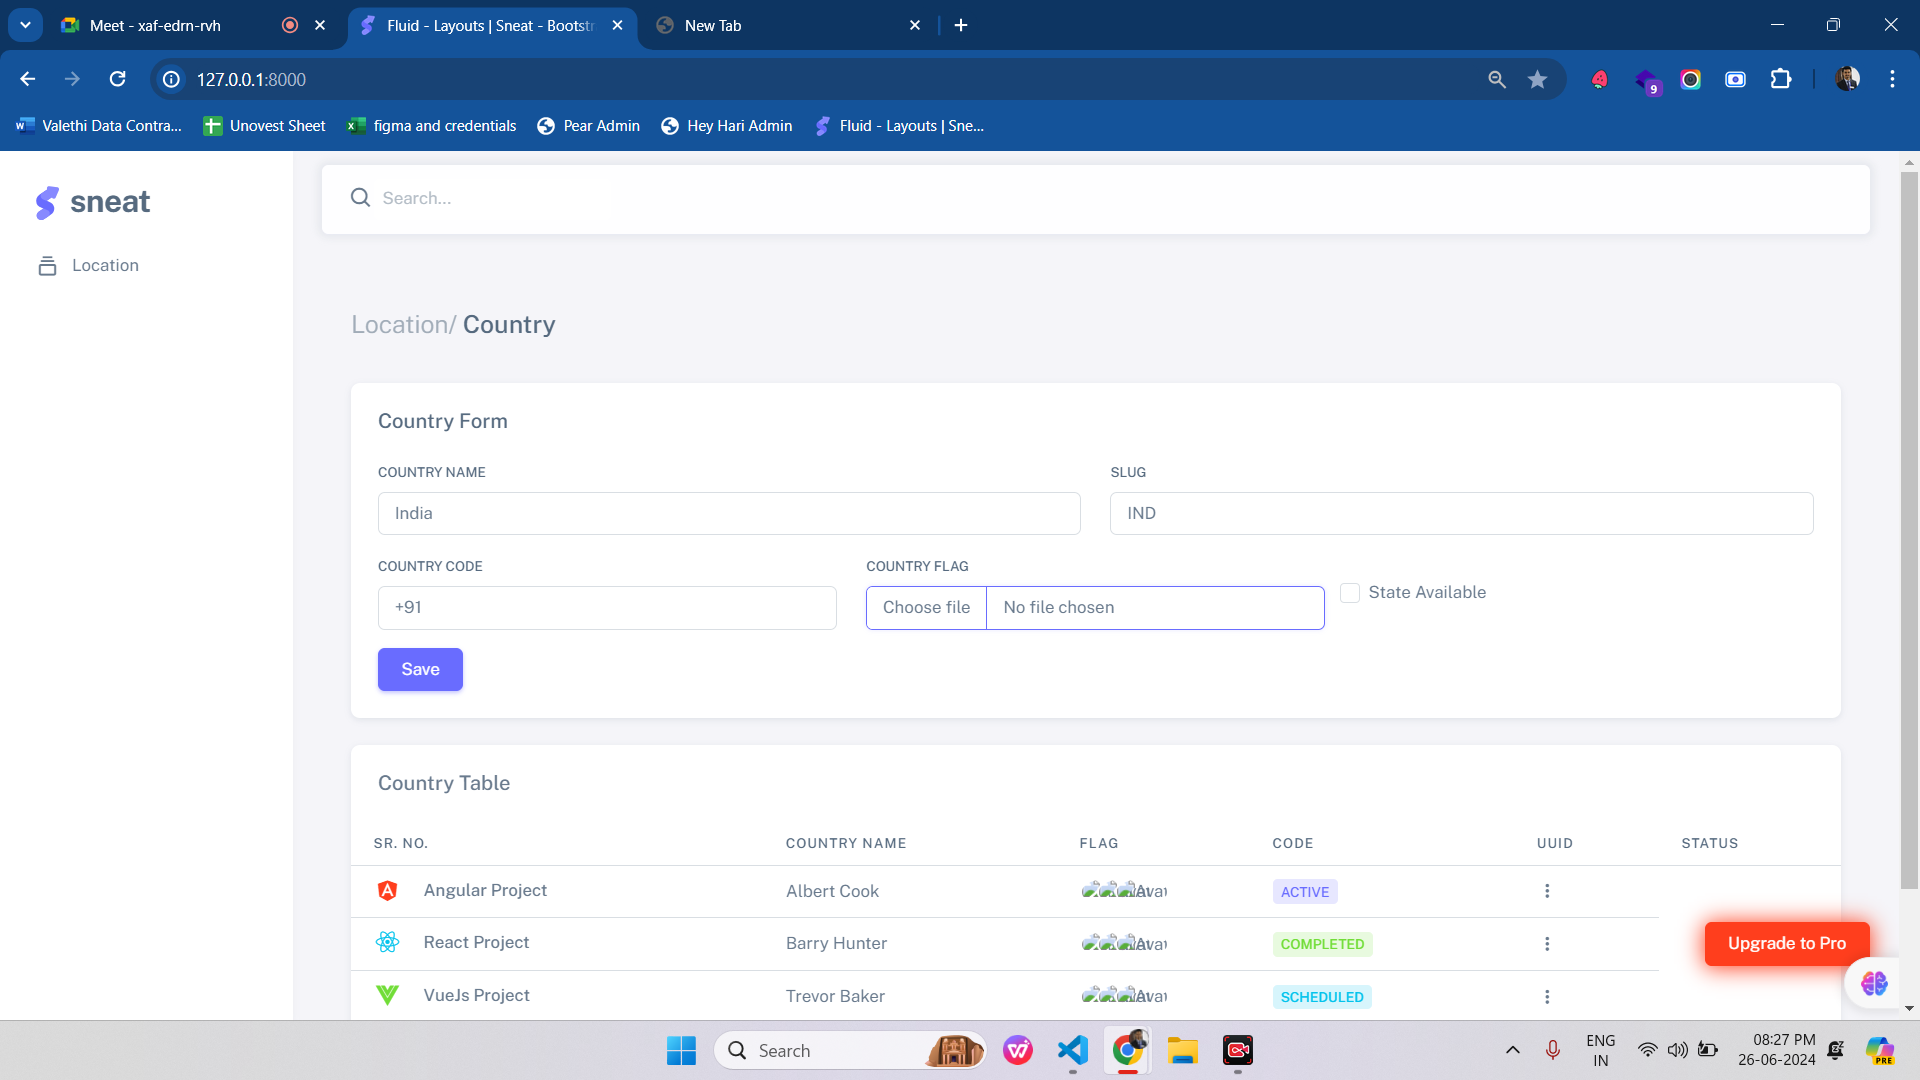 Meet - xaf-edrn-rvh
Fluid - Layouts | Sneat - Bootstr
New Tab
127.0.0.1:8000
9
Valethi Data Contra...
Unovest Sheet
figma and credentials
Pear Admin
Hey Hari Admin
Fluid - Layouts | Sne...
sneat
Search...
Location
Location/ Country
Country Form
COUNTRY NAME
SLUG
India
IND
COUNTRY CODE
COUNTRY FLAG
+91
Choose file
No file chosen
State Available
Save
Country Table
SR. NO.
COUNTRY NAME
FLAG
CODE
UUID
STATUS
Angular Project
Albert Cook
ACTIVE
React Project
Barry Hunter
COMPLETED
Upgrade to Pro
VueJs Project
Trevor Baker
SCHEDULED
Search
ENG
IN
08:27 PM
26-06-2024
PRE